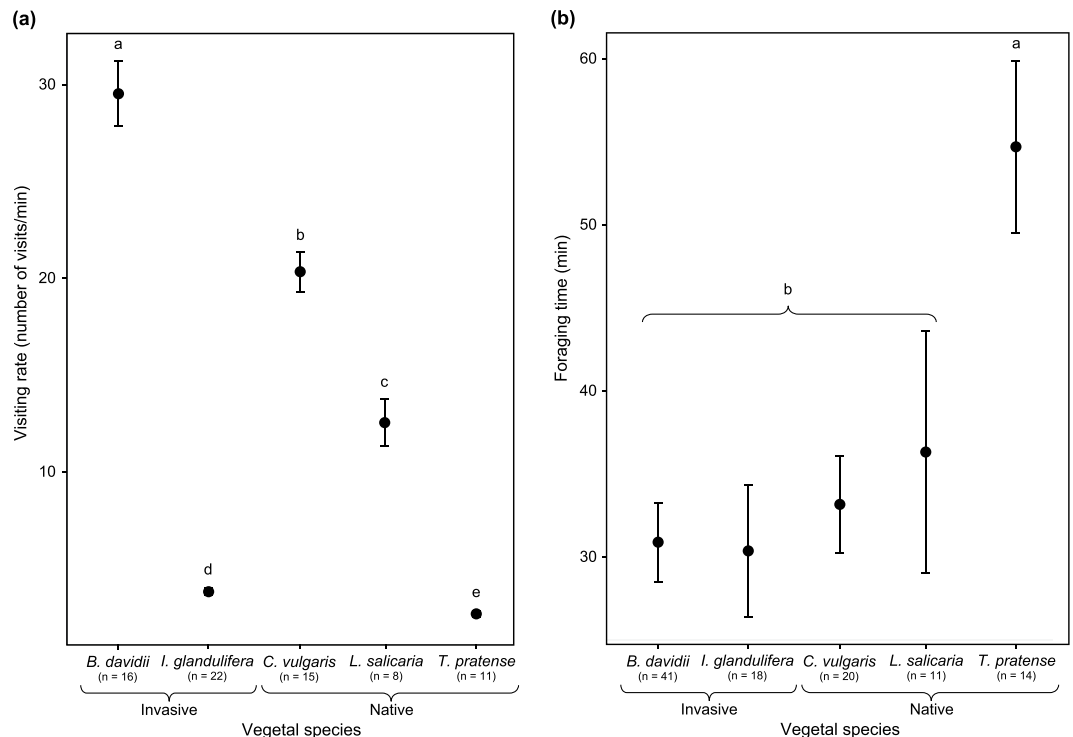 (a)
Visiting rate (number of visits/min)
30
20
10
a
d
b
c
e
B. davidii I. glandulifera C. vulgaris L. salicaria T. pratense
(n = 16) (n = 22) (n = 15) (n = 8) (n = 11)
Invasive Native
Vegetal species
(b)
Foraging time (min)
60
50
40
30
b
a
B. davidii I. glandulifera C. vulgaris L. salicaria T. pratense
(n = 41) (n = 18) (n = 20) (n = 11) (n = 14)
Invasive Native
Vegetal species